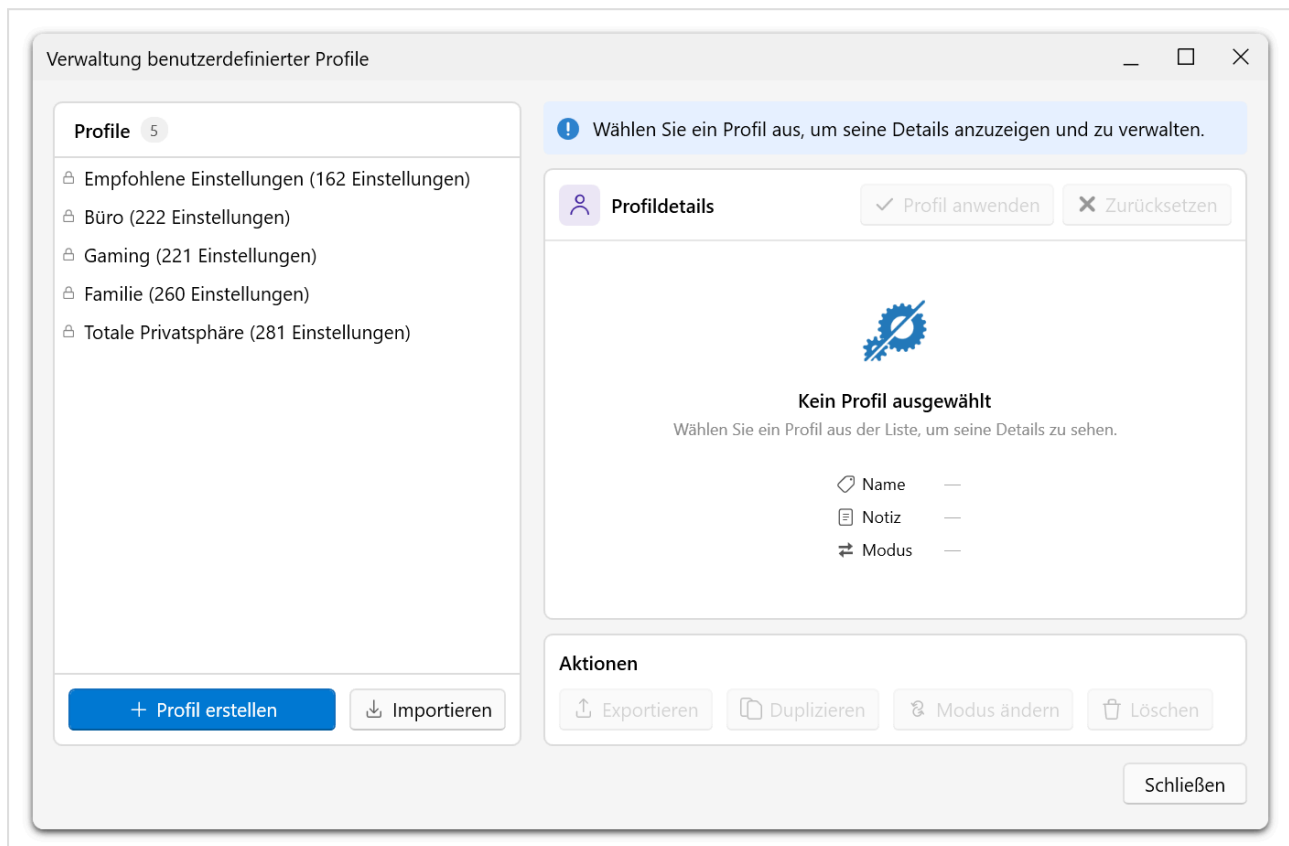 Verwaltung benutzerdefinierter Profile
Profile 5
Empfohlene Einstellungen (162 Einstellungen)
Büro (222 Einstellungen)
Gaming (221 Einstellungen)
Familie (260 Einstellungen)
Totale Privatsphäre (281 Einstellungen)
Profil erstellen
Importieren
Wählen Sie ein Profil aus, um seine Details anzuzeigen und zu verwalten.
Profildetails
Profil anwenden
Zurücksetzen
Kein Profil ausgewählt
Wählen Sie ein Profil aus der Liste, um seine Details zu sehen.
Name —
Notiz —
Modus —
Aktionen
Exportieren
Duplizieren
Modus ändern
Löschen
Schließen